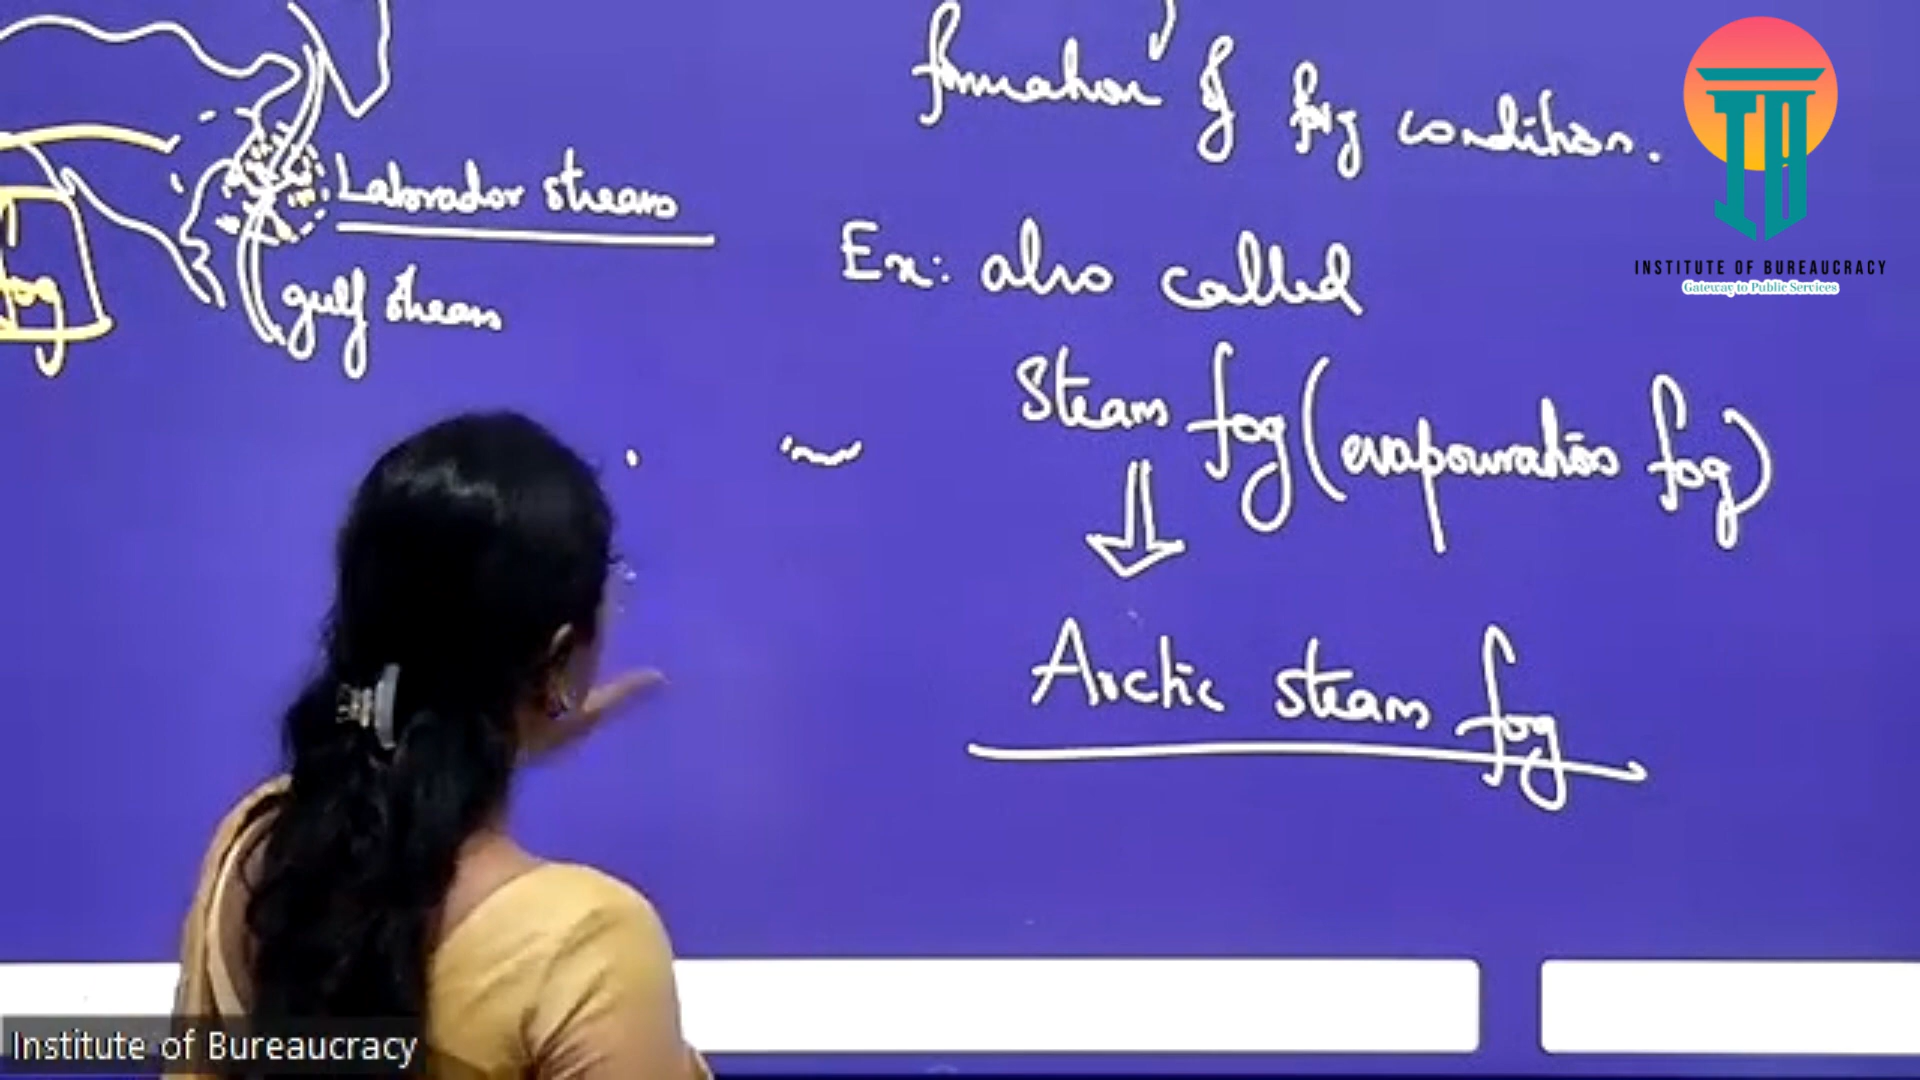 formation of fog condition.
Labrador stream
gulf stream
fog
Ex: also called
Steam fog (evapouration fog)
Arctic steam fog
INSTITUTE OF BUREAUCRACY
Gateway to Public Services
Institute of Bureaucracy